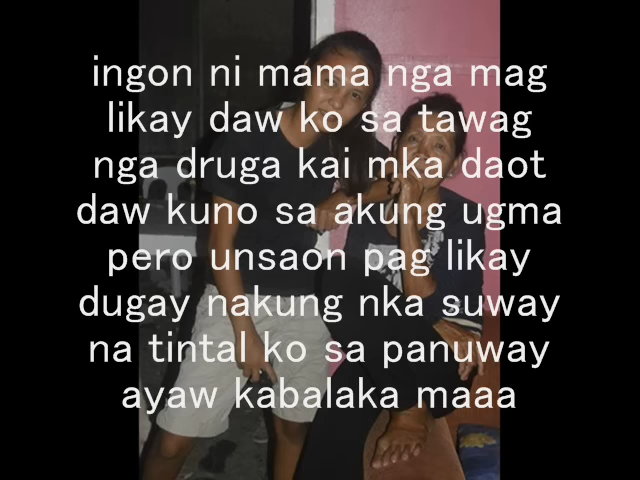 ingon ni mama nga mag
likay daw ko sa tawag
nga druga kai mka daot
daw kuno sa akung ugma
pero unsaon pag likay
dugay nakung nka suway
na tintal ko sa panuway
ayaw kabalaka maaa